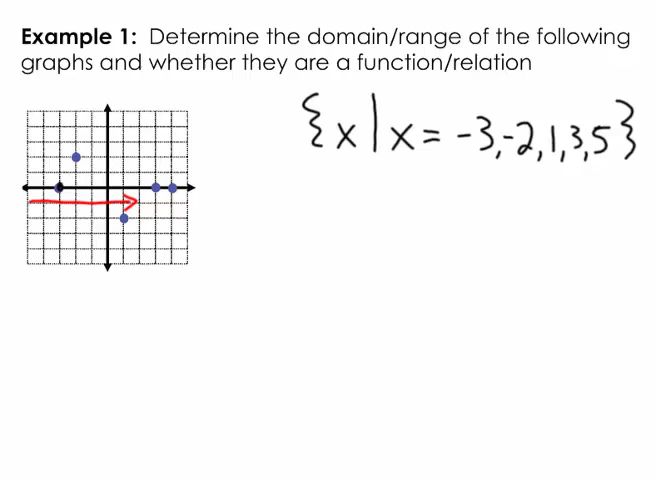 Example 1: Determine the domain/range of the following
graphs and whether they are a function/relation
{x|x = -3,-2,1,3,5}